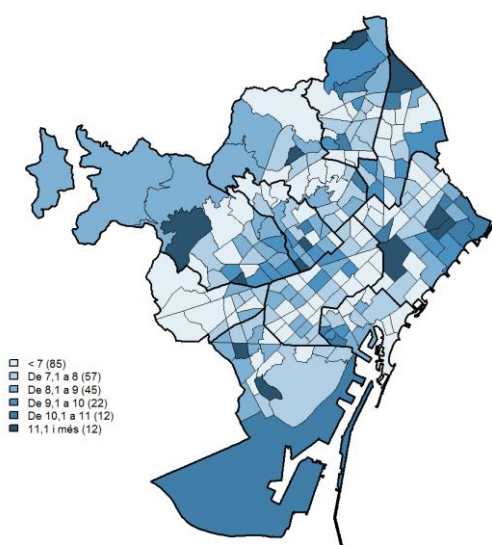 < 7 (85)
De 7,1 a 8 (57)
De 8,1 a 9 (45)
De 9,1 a 10 (22)
De 10,1 a 11 (12)
11,1 i més (12)